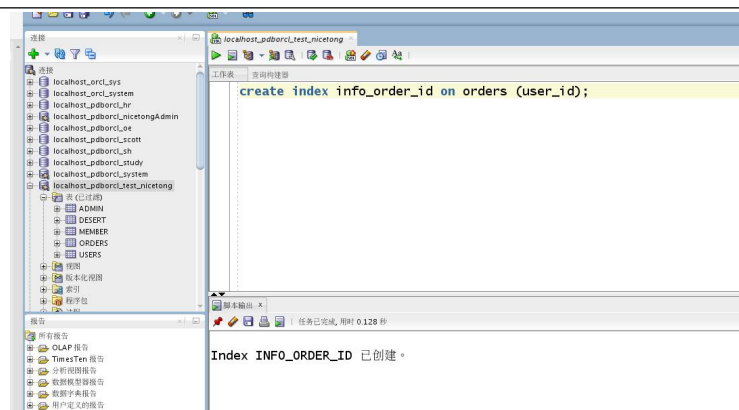 连接
连接
localhost_orcl_sys
localhost_orcl_system
localhost_pdborcl_hr
localhost_pdborcl_nicetongAdmin
localhost_pdborcl_oe
localhost_pdborcl_scott
localhost_pdborcl_sh
localhost_pdborcl_study
localhost_pdborcl_system
localhost_pdborcl_test_nicetong
表 (已过滤)
ADMIN
DESERT
MEMBER
ORDERS
USERS
视图
版本化视图
索引
程序包
报告
所有报告
OLAP 报告
TimesTen 报告
分析视图报告
数据模型器报告
数据字典报告
用户定义的报告
localhost_pdborcl_test_nicetong
工作表 查询构建器
create index info_order_id on orders (user_id);
脚本输出 ×
任务已完成, 用时 0.128 秒
Index INFO_ORDER_ID 已创建。